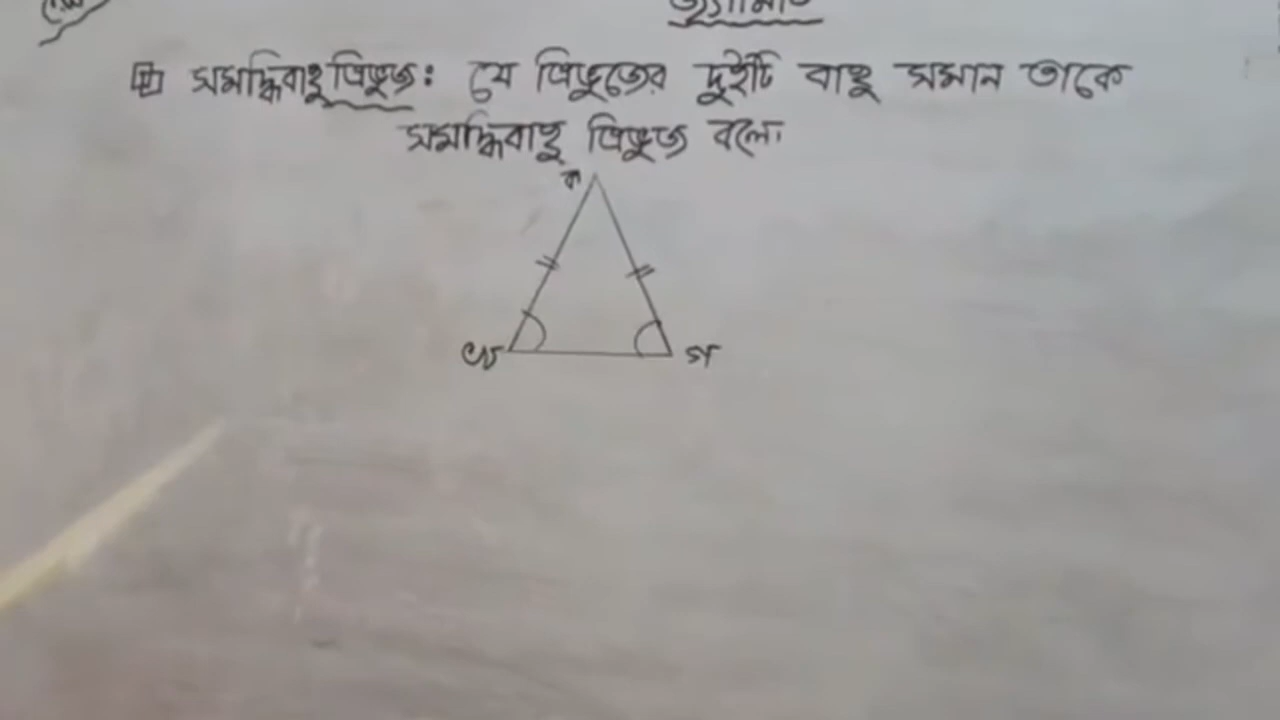 সমদ্বিবাহু ত্রিভুজ: যে ত্রিভুজের দুইটি বাহু সমান তাকে
সমদ্বিবাহু ত্রিভুজ বলে।
ক
খ গ